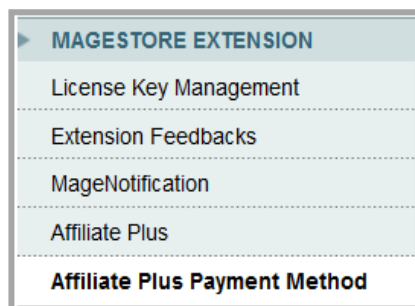 MAGESTORE EXTENSION
License Key Management
Extension Feedbacks
MageNotification
Affiliate Plus
Affiliate Plus Payment Method